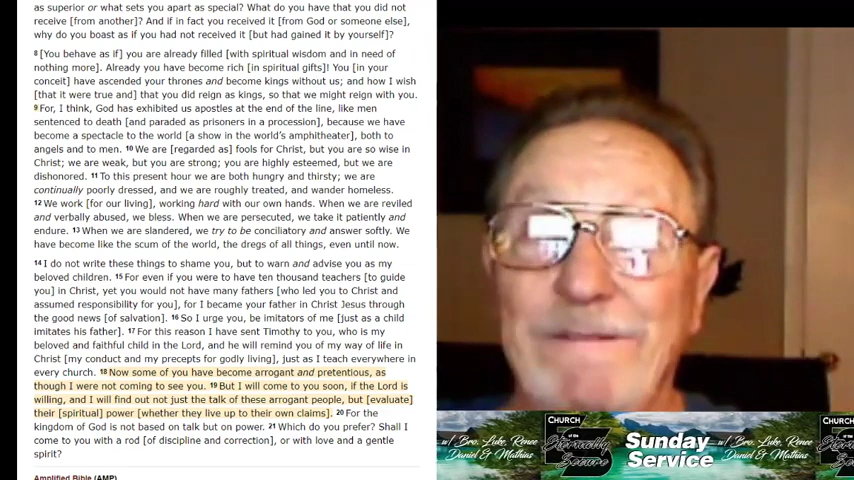 as superior or what sets you apart as special? What do you have that you did not
receive [from another]? And if in fact you received it [from God or someone else],
why do you boast as if you had not received it [but had gained it by yourself]?
8 [You behave as if] you are already filled [with spiritual wisdom and in need of
nothing more]. Already you have become rich [in spiritual gifts]! You [in your
conceit] have ascended your thrones and become kings without us; and how I wish
[that it were true and] that you did reign as kings, so that we might reign with you.
9 For, I think, God has exhibited us apostles at the end of the line, like men
sentenced to death [and paraded as prisoners in a procession], because we have
become a spectacle to the world [a show in the world's amphitheater], both to
angels and to men. 10 We are [regarded as] fools for Christ, but you are so wise in
Christ; we are weak, but you are strong; you are highly esteemed, but we are
dishonored. 11 To this present hour we are both hungry and thirsty; we are
continually poorly dressed, and we are roughly treated, and wander homeless.
12 We work [for our living], working hard with our own hands. When we are reviled
and verbally abused, we bless. When we are persecuted, we take it patiently and
endure. 13 When we are slandered, we try to be conciliatory and answer softly. We
have become like the scum of the world, the dregs of all things, even until now.
14 I do not write these things to shame you, but to warn and advise you as my
beloved children. 15 For even if you were to have ten thousand teachers [to guide
you] in Christ, yet you would not have many fathers [who led you to Christ and
assumed responsibility for you], for I became your father in Christ Jesus through
the good news [of salvation]. 16 So I urge you, be imitators of me [just as a child
imitates his father]. 17 For this reason I have sent Timothy to you, who is my
beloved and faithful child in the Lord, and he will remind you of my way of life in
Christ [my conduct and my precepts for godly living], just as I teach everywhere in
every church. 18 Now some of you have become arrogant and pretentious, as
though I were not coming to see you. 19 But I will come to you soon, if the Lord is
willing, and I will find out not just the talk of these arrogant people, but [evaluate]
their [spiritual] power [whether they live up to their own claims]. 20 For the
kingdom of God is not based on talk but on power. 21 Which do you prefer? Shall I
come to you with a rod [of discipline and correction], or with love and a gentle
spirit?
Amplified Bible (AMP)
w/ Bro. Luke, Renee
Daniel & Mathias
CHURCH
of the
Eternally
Secure
Sunday
Service
w/ Bro. Luke, Renee
Daniel & Mathias
CHURCH